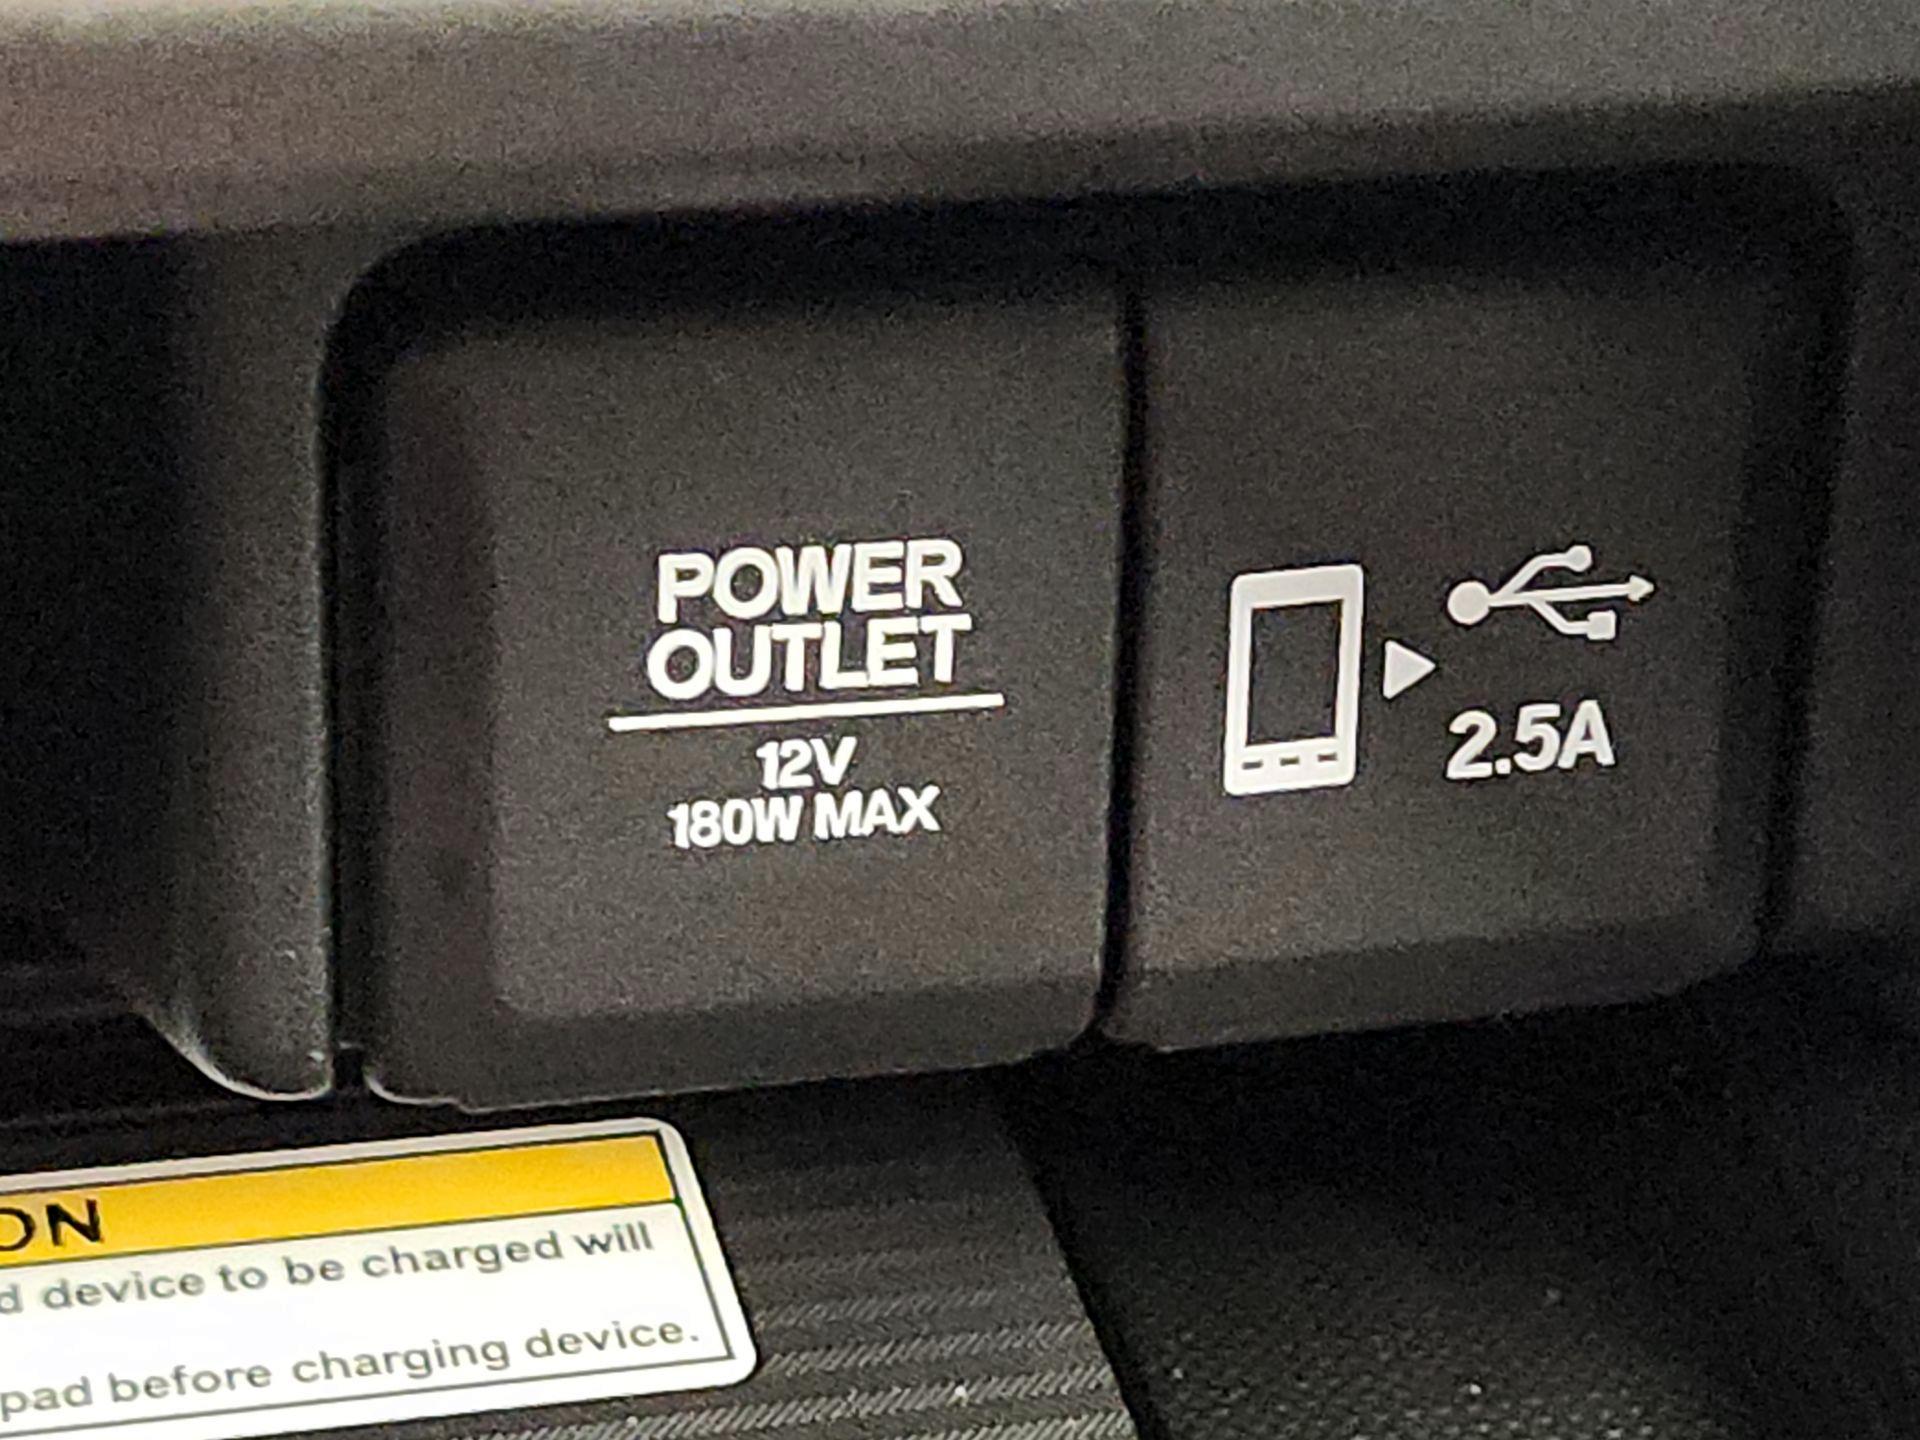 POWER
OUTLET
12V
180W MAX
2.5A
ON
d device to be charged will
pad before charging device.